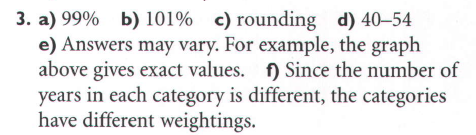 3. a) 99% b) 101% c) rounding d) 40–54
e) Answers may vary. For example, the graph
above gives exact values. f) Since the number of
years in each category is different, the categories
have different weightings.